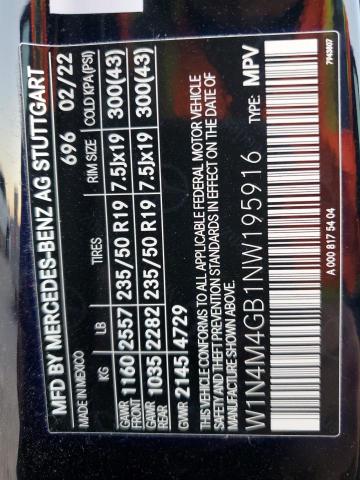 MFD BY MERCEDES-BENZ AG STUTTGART
MADE IN MEXICO 696 02/22
KG LB TIRES RIM SIZE COLD KPA(PSI)
GAWR FRONT 1160 2557 235/50 R19 7.5Jx19 300(43)
GAWR REAR 1035 2282 235/50 R19 7.5Jx19 300(43)
GVWR 2145 4729
THIS VEHICLE CONFORMS TO ALL APPLICABLE FEDERAL MOTOR VEHICLE
SAFETY AND THEFT PREVENTION STANDARDS IN EFFECT ON THE DATE OF
MANUFACTURE SHOWN ABOVE.
W1N4M4GB1NW195916 TYPE: MPV
A 000 817 54 04
7943807